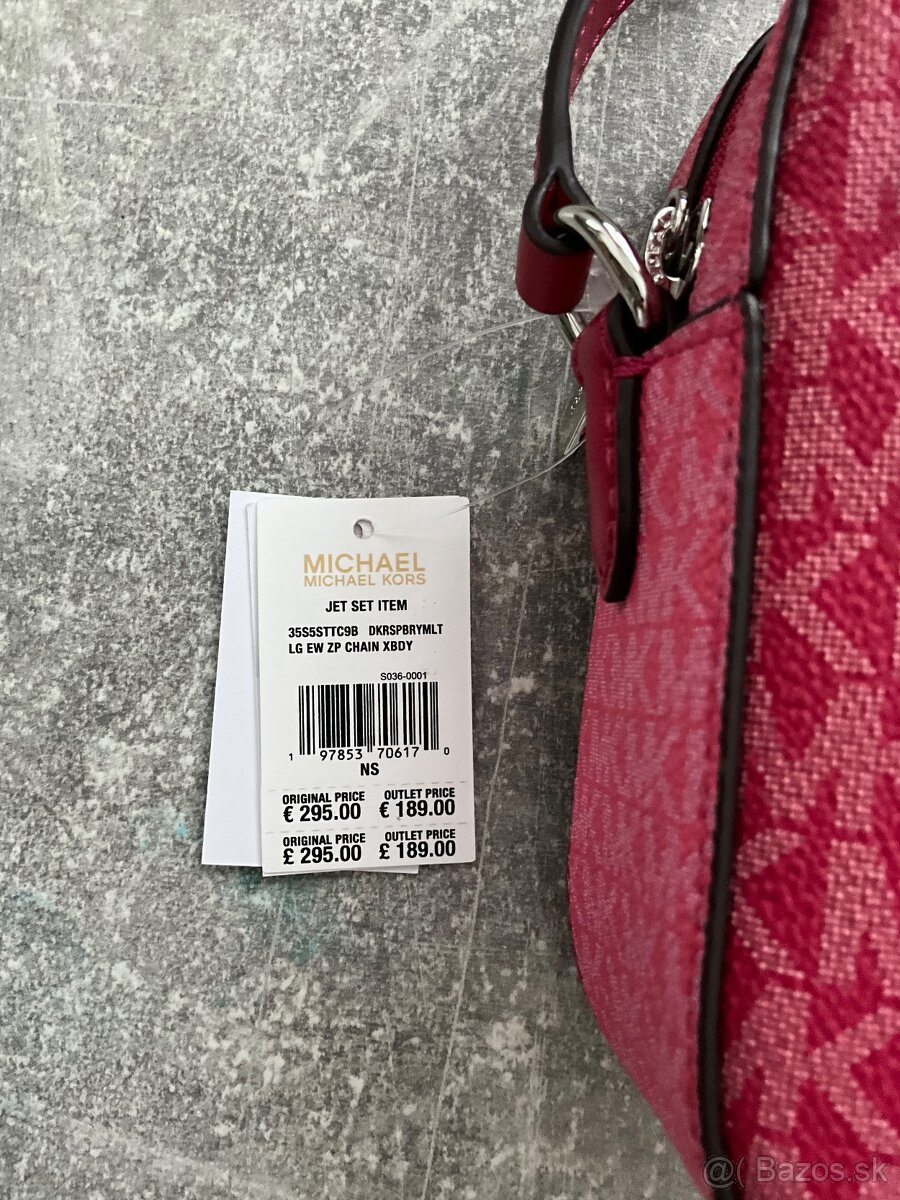 MICHAEL
MICHAEL KORS
JET SET ITEM
35S5STTC9B DKRSPBRYMLT
LG EW ZP CHAIN XBDY
S036-0001
1 97853 70617 0
NS
ORIGINAL PRICE OUTLET PRICE
€ 295.00 € 189.00
ORIGINAL PRICE OUTLET PRICE
£ 295.00 £ 189.00
@( Bazos.sk